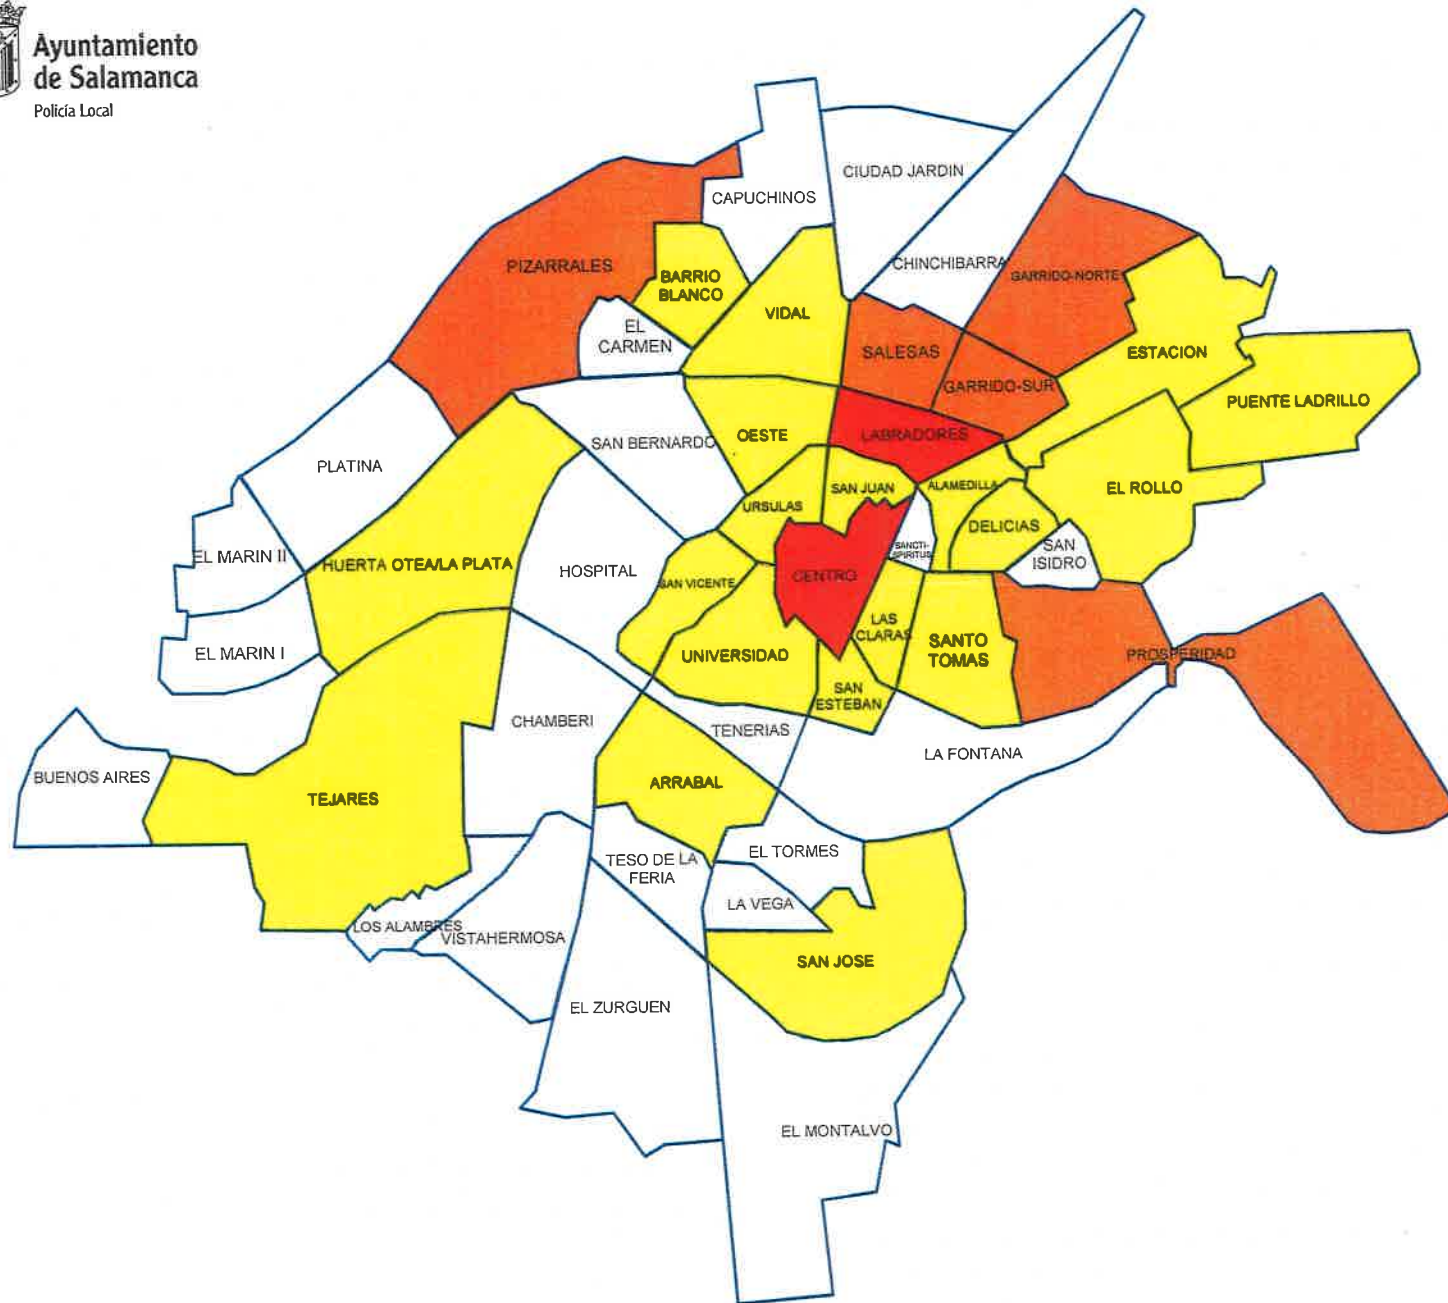 Ayuntamiento
de Salamanca
Policía Local
CIUDAD JARDIN
CAPUCHINOS
PIZARRALES
CHINCHIBARRA
GARRIDO-NORTE
BARRIO
BLANCO
VIDAL
EL
CARMEN
SALESAS
ESTACION
GARRIDO-SUR
PUENTE LADRILLO
SAN BERNARDO
OESTE
LABRADORES
PLATINA
SAN JUAN
ALAMEDILLA
EL ROLLO
URSULAS
DELICIAS
EL MARIN II
HUERTA OTEA/LA PLATA
HOSPITAL
SANCTI-
SPIRITUS
SAN
ISIDRO
SAN VICENTE
CENTRO
LAS
CLARAS
EL MARIN I
UNIVERSIDAD
SANTO
TOMAS
PROSPERIDAD
SAN
ESTEBAN
CHAMBERI
TENERIAS
LA FONTANA
BUENOS AIRES
TEJARES
ARRABAL
TESO DE LA
FERIA
EL TORMES
LA VEGA
LOS ALAMBRES
VISTAHERMOSA
SAN JOSE
EL ZURGUEN
EL MONTALVO